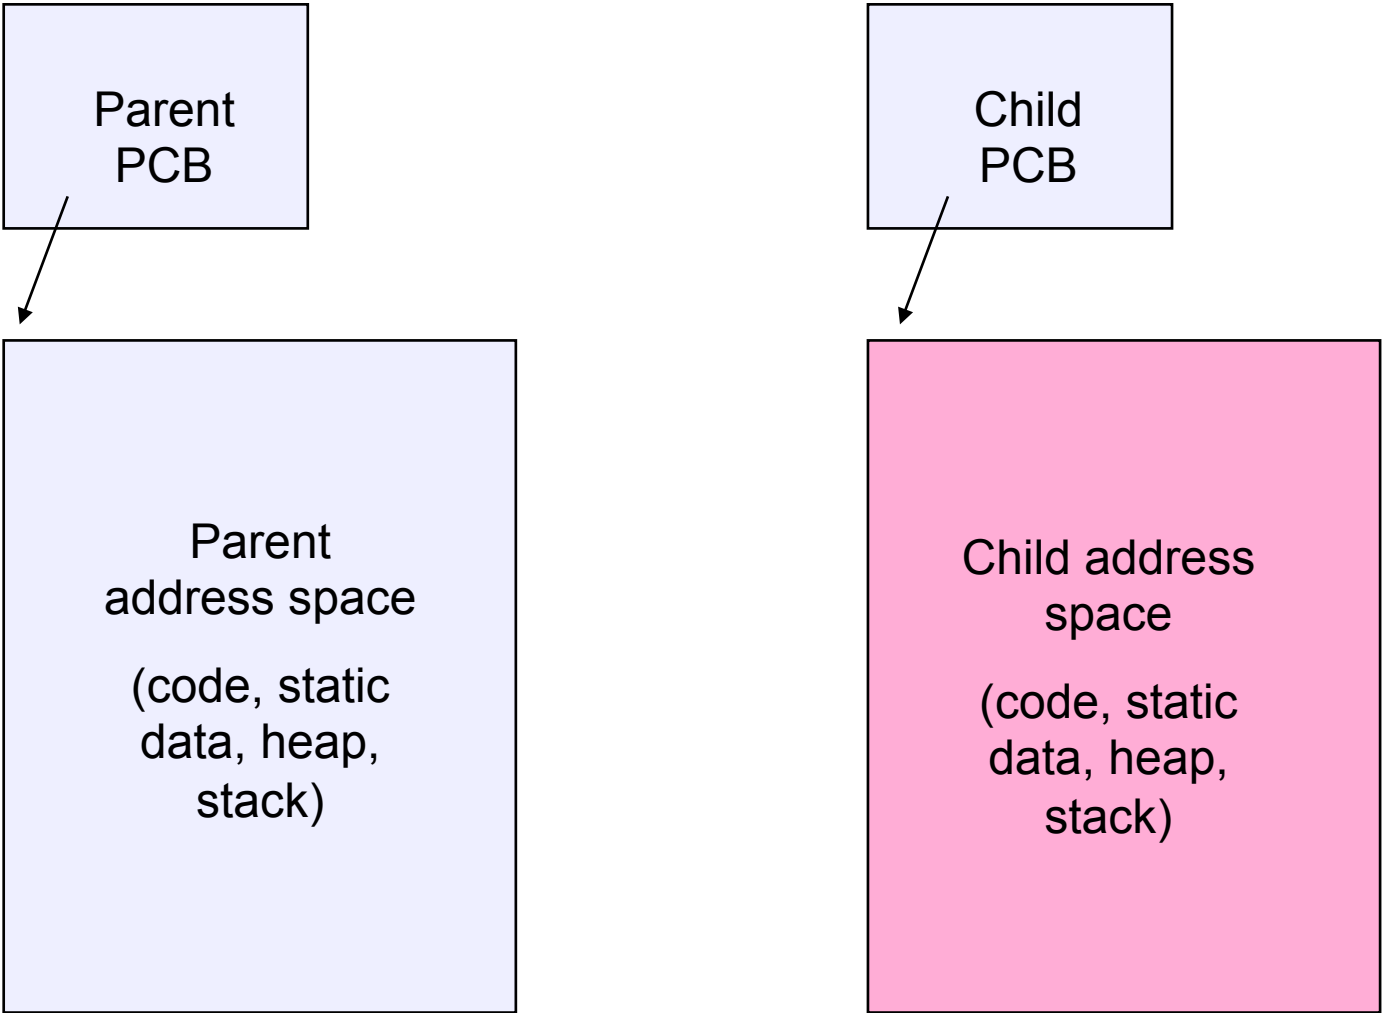 Parent
PCB
Child
PCB
Parent
address space
(code, static
data, heap,
stack)
Child address
space
(code, static
data, heap,
stack)